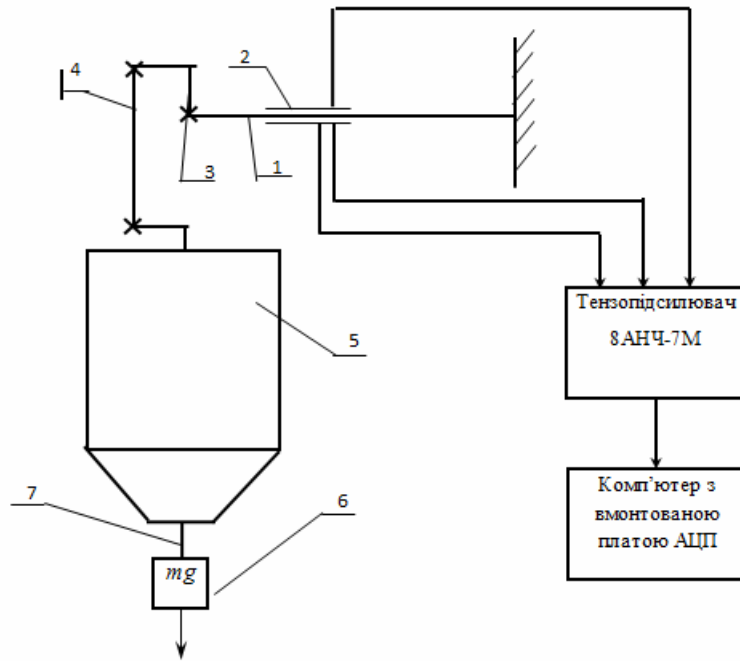 4
2
3
1
Тензопідсилювач
8АНЧ-7М
5
7
6
Комп'ютер з
вмонтованою
платою АЦП
mg